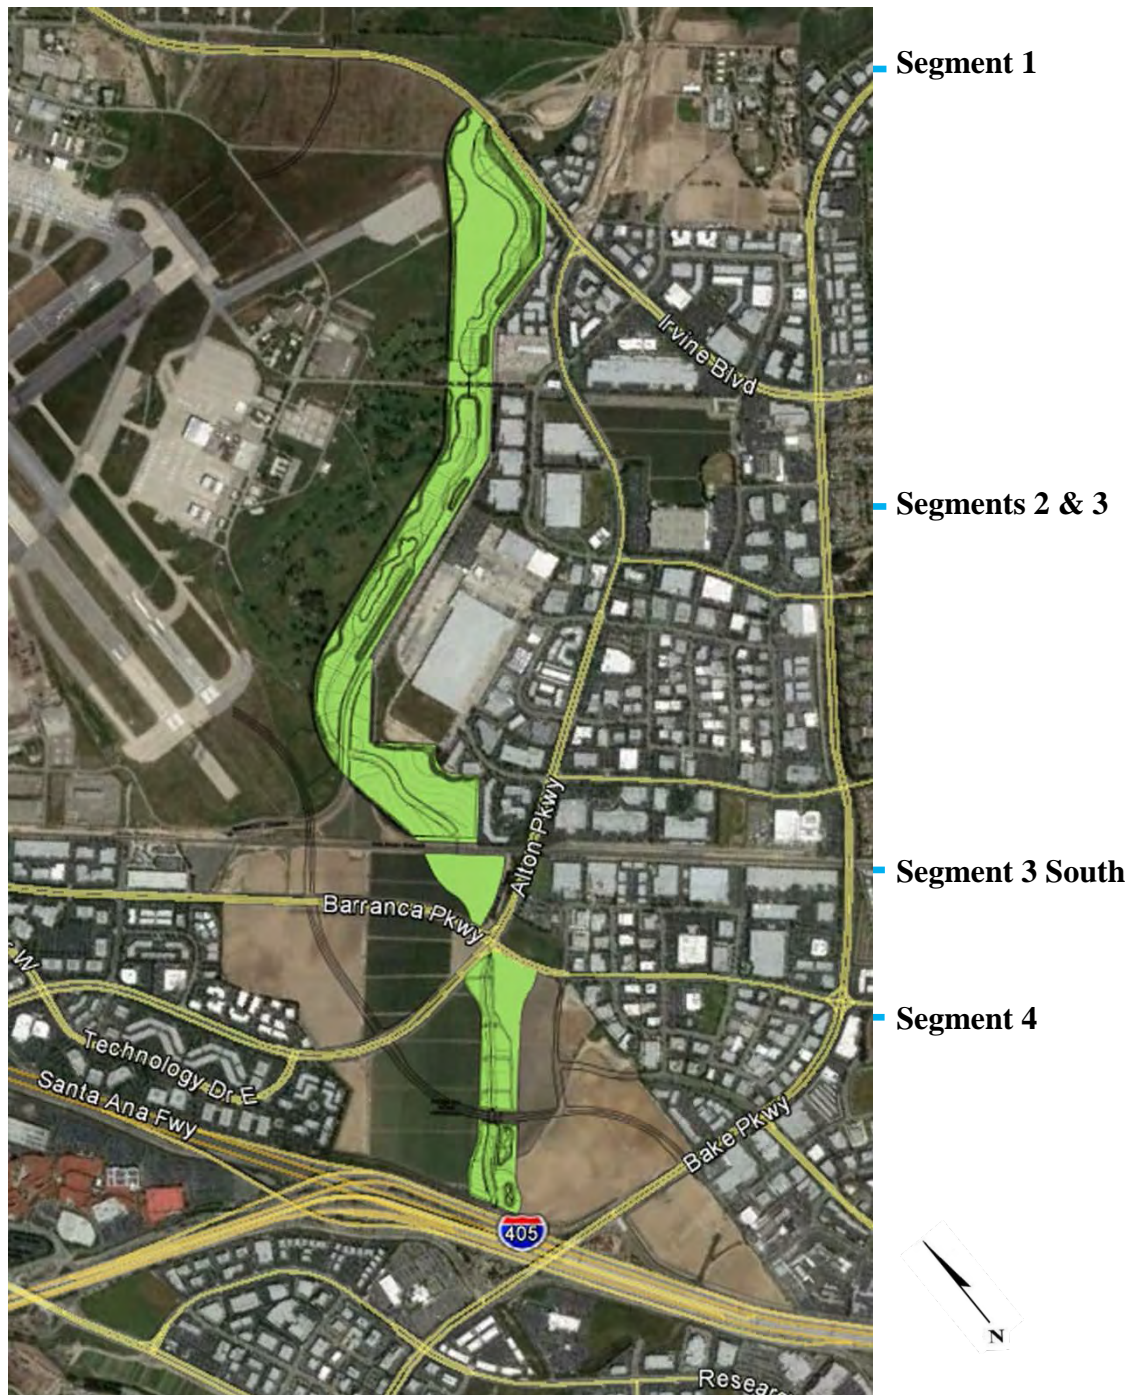 Segment 1
Irvine Blvd
Segments 2 & 3
Alton Pkwy
Segment 3 South
Barranca Pkwy
Segment 4
W
Technology Dr E
Santa Ana Fwy
Bake Pkwy
405
N
Researc